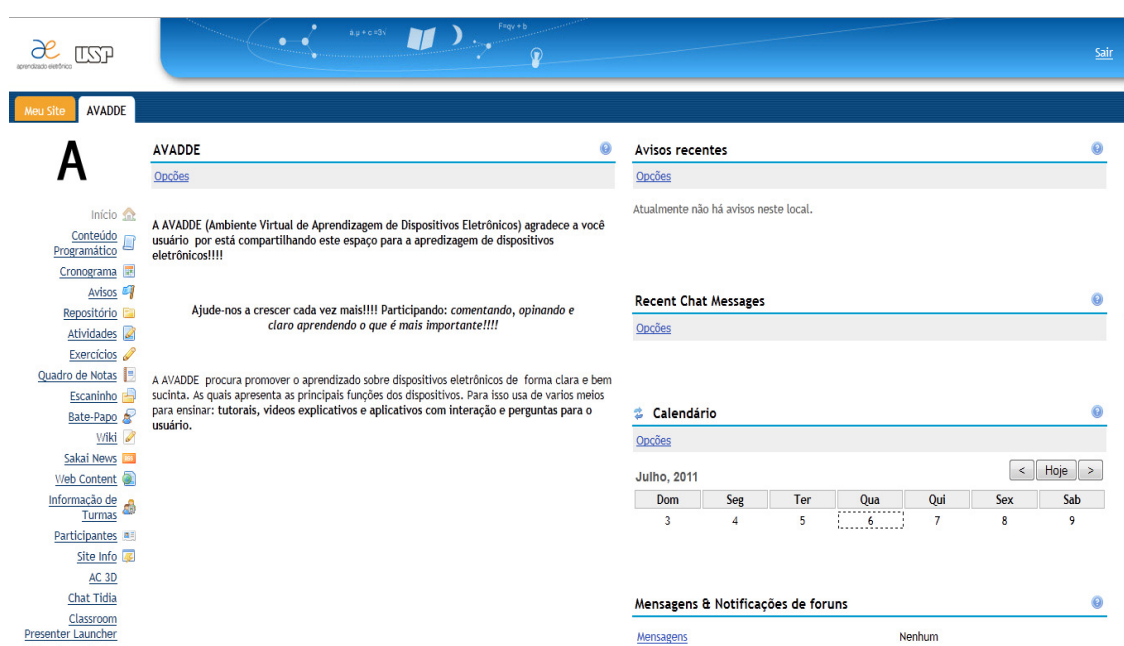 a.μ + c =3v
F=qv + b
æ
aprendizado eletrônico
USP
Sair
Meu Site
AVADDE
A
Início
Conteúdo
Programático
Cronograma
Avisos
Repositório
Atividades
Exercícios
Quadro de Notas
Escaninho
Bate-Papo
Wiki
Sakai News
Web Content
Informação de
Turmas
Participantes
Site Info
AC 3D
Chat Tidia
Classroom
Presenter Launcher
AVADDE
Opções
A AVADDE (Ambiente Virtual de Aprendizagem de Dispositivos Eletrônicos) agradece a você
usuário por está compartilhando este espaço para a apredizagem de dispositivos
eletrônicos!!!!
Ajude-nos a crescer cada vez mais!!!! Participando: comentando, opinando e
claro aprendendo o que é mais importante!!!!
A AVADDE procura promover o aprendizado sobre dispositivos eletrônicos de forma clara e bem
sucinta. As quais apresenta as principais funções dos dispositivos. Para isso usa de varios meios
para ensinar: tutorais, videos explicativos e aplicativos com interação e perguntas para o
usuário.
Avisos recentes
Opções
Atualmente não há avisos neste local.
Recent Chat Messages
Opções
Calendário
Opções
Julho, 2011
< Hoje >
Dom Seg Ter Qua Qui Sex Sab
3 4 5 6 7 8 9
Mensagens & Notificações de foruns
Mensagens Nenhum